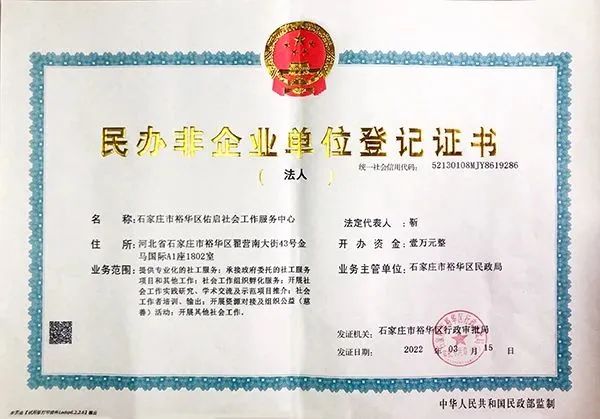 民办非企业单位登记证书
（ 法人 ）
统一社会信用代码： 52130108MJY8619286
名 称：石家庄市裕华区佑启社会工作服务中心
法定代表人：靳
住 所：河北省石家庄市裕华区翟营南大街43号金
马国际A1座1802室
开办资金：壹万元整
业务主管单位：石家庄市裕华区民政局
业务范围：提供专业化的社工服务；承接政府委托的社工服务
项目和其他工作；社会工作组织孵化服务；开展社
会工作实践研究、学术交流及示范项目推介；社会
工作者培训、输出；开展资源对接及组织公益（慈
善）活动；开展其他社会工作。
发证机关：石家庄市裕华区行政审批局
发证日期：2022 年 03 月 15 日
中华人民共和国民政部监制